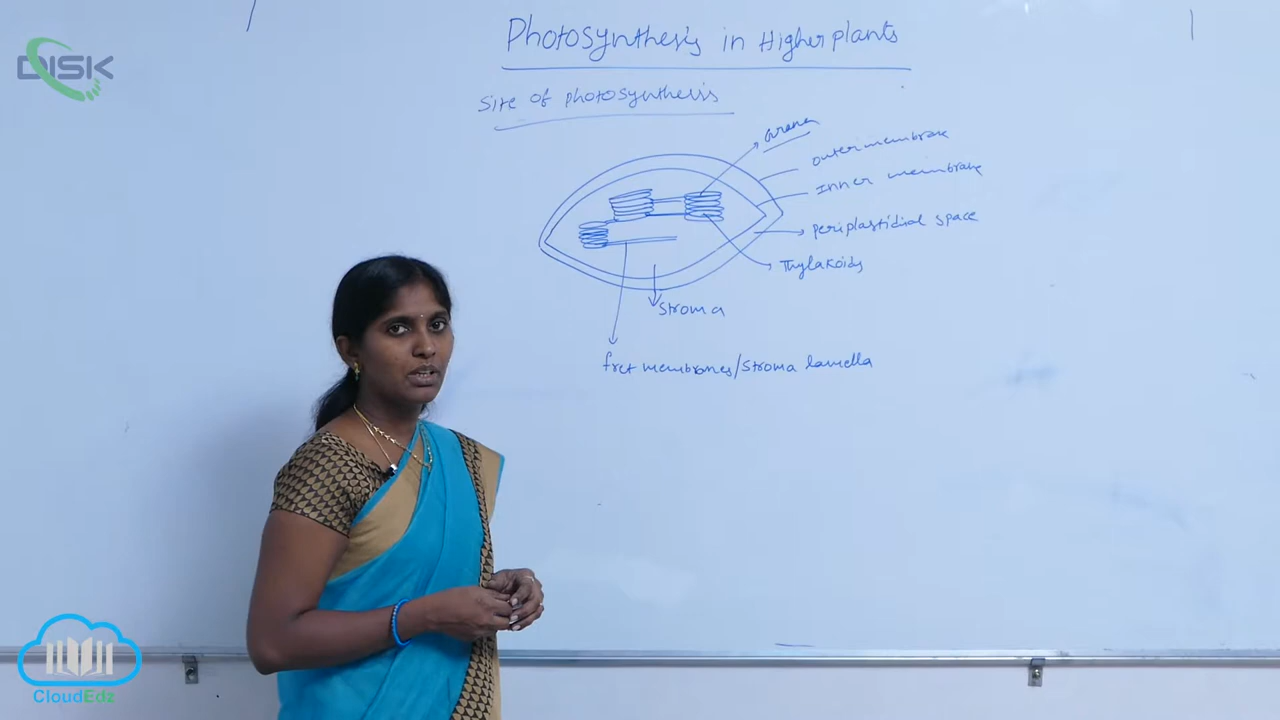 DISK
Photosynthesis in Higher plants
Site of photosynthesis
Grana
outer membrane
Inner membrane
periplastidial space
Thylakoids
stroma
fret membranes/stroma lamella
CloudEdz